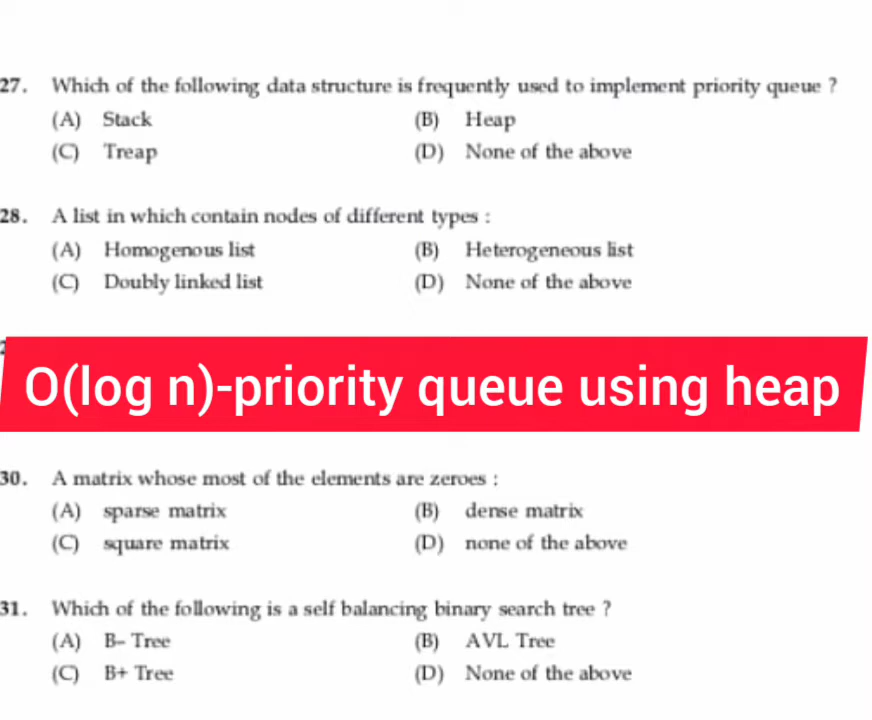 27. Which of the following data structure is frequently used to implement priority queue ?
(A) Stack (B) Heap
(C) Treap (D) None of the above
28. A list in which contain nodes of different types :
(A) Homogenous list (B) Heterogeneous list
(C) Doubly linked list (D) None of the above
O(log n)-priority queue using heap
30. A matrix whose most of the elements are zeroes :
(A) sparse matrix (B) dense matrix
(C) square matrix (D) none of the above
31. Which of the following is a self balancing binary search tree ?
(A) B- Tree (B) AVL Tree
(C) B+ Tree (D) None of the above